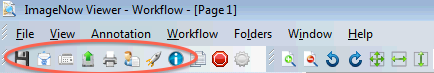 ImageNow Viewer - Workflow - [Page 1]
File View Annotation Workflow Folders Window Help